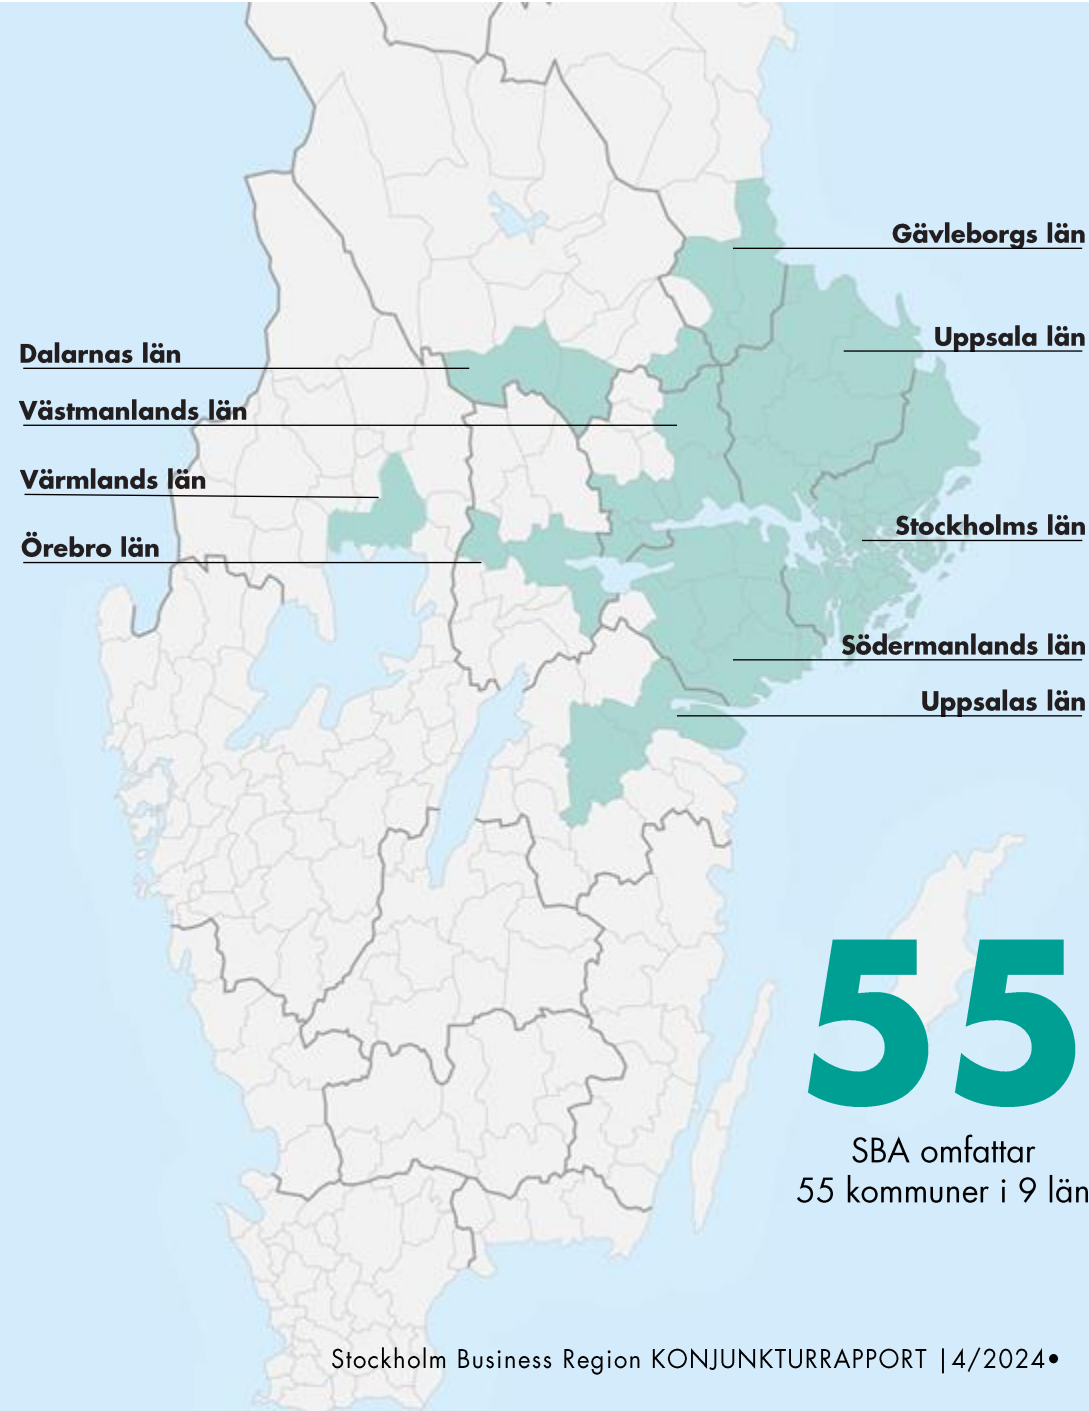 Gävleborgs län
Uppsala län
Dalarnas län
Västmanlands län
Värmlands län
Stockholms län
Örebro län
Södermanlands län
Uppsalas län
55
SBA omfattar
55 kommuner i 9 län
Stockholm Business Region KONJUNKTURRAPPORT |4/2024•